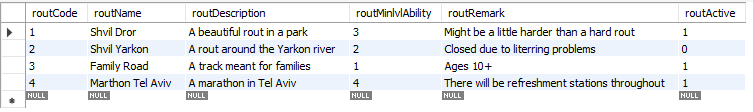 routCode routName routDescription routMinlvlAbility routRemark routActive
1 Shvil Dror A beautiful rout in a park 3 Might be a little harder than a hard rout 1
2 Shvil Yarkon A rout around the Yarkon river 2 Closed due to literring problems 0
3 Family Road A track meant for families 1 Ages 10+ 1
4 Marthon Tel Aviv A marathon in Tel Aviv 4 There will be refreshment stations throughout 1
NULL NULL NULL NULL NULL NULL